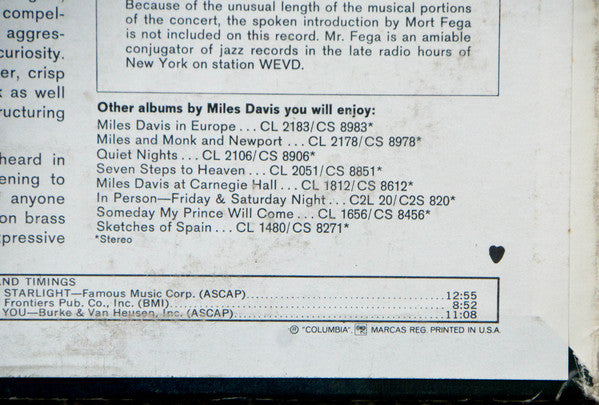 compel-
aggres-
curiosity.
er, crisp
as well
ructuring
heard in
ening to
anyone
on brass
pressive
Because of the unusual length of the musical portions
of the concert, the spoken introduction by Mort Fega
is not included on this record. Mr. Fega is an amiable
conjugator of jazz records in the late radio hours of
New York on station WEVD.
Other albums by Miles Davis you will enjoy:
Miles Davis in Europe . . . CL 2183/CS 8983*
Miles and Monk and Newport . . . CL 2178/CS 8978*
Quiet Nights . . . CL 2106/CS 8906*
Seven Steps to Heaven . . . CL 2051/CS 8851*
Miles Davis at Carnegie Hall . . . CL 1812/CS 8612*
In Person—Friday & Saturday Night . . . C2L 20/C2S 820*
Someday My Prince Will Come . . . CL 1656/CS 8456*
Sketches of Spain . . . CL 1480/CS 8271*
*Stereo
AND TIMINGS
STARLIGHT—Famous Music Corp. (ASCAP) 12:55
Frontiers Pub. Co., Inc. (BMI) 8:52
YOU—Burke & Van Heusen, Inc. (ASCAP) 11:08
℗ "COLUMBIA", MARCAS REG. PRINTED IN U.S.A.